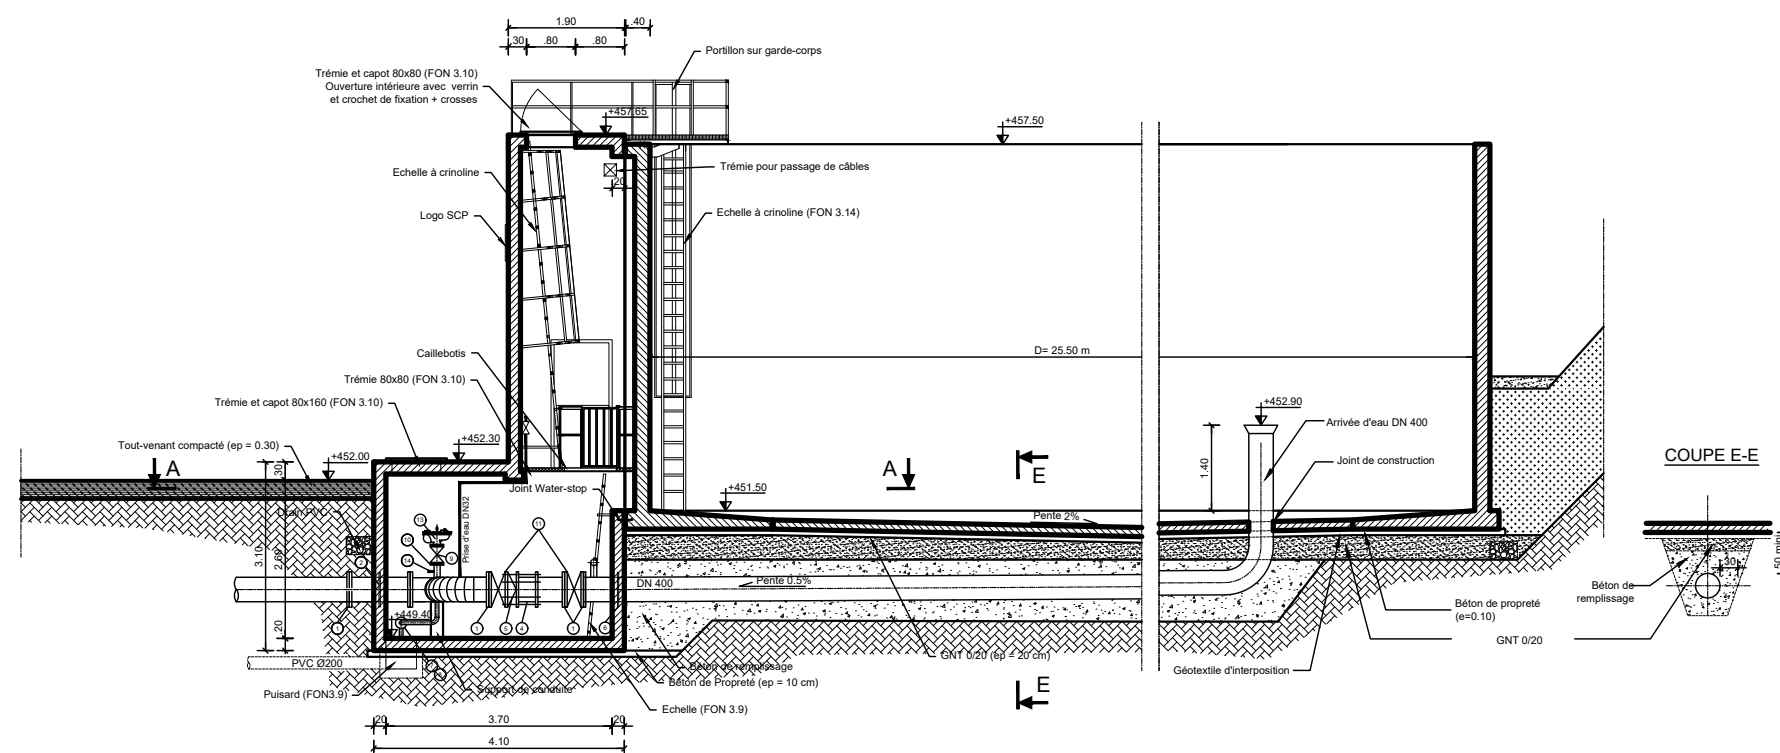 1.90
.40
.30
.80
.80
Portillon sur garde-corps
Trémie et capot 80x80 (FON 3.10)
Ouverture intérieure avec verrin
et crochet de fixation + crosses
+457.65
+457.50
Trémie pour passage de câbles
Echelle à crinoline
.20
Logo SCP
Echelle à crinoline (FON 3.14)
Caillebotis
D= 25.50 m
Trémie 80x80 (FON 3.10)
Trémie et capot 80x160 (FON 3.10)
+452.90
Arrivée d'eau DN 400
Tout-venant compacté (ep = 0.30)
+452.30
+452.00
A
A
E
1.40
Joint de construction
COUPE E-E
.30
Joint Water-stop
+451.50
Drain PVC
Prise d'eau DN32
Pente 2%
13
11
10
9
14
2
3.10
2.60
DN 400
Pente 0.5%
.30
Béton de
remplissage
Béton de propreté
(e=0.10)
GNT 0/20
+449.40
.20
1
1
5
4
1
6
PVC Ø200
Puisard (FON3.9)
Support de conduite
Béton de remplissage
Béton de Propreté (ep = 10 cm)
GNT 0/20 (ep = 20 cm)
Géotextile d'interposition
Echelle (FON 3.9)
E
.20
3.70
.20
4.10